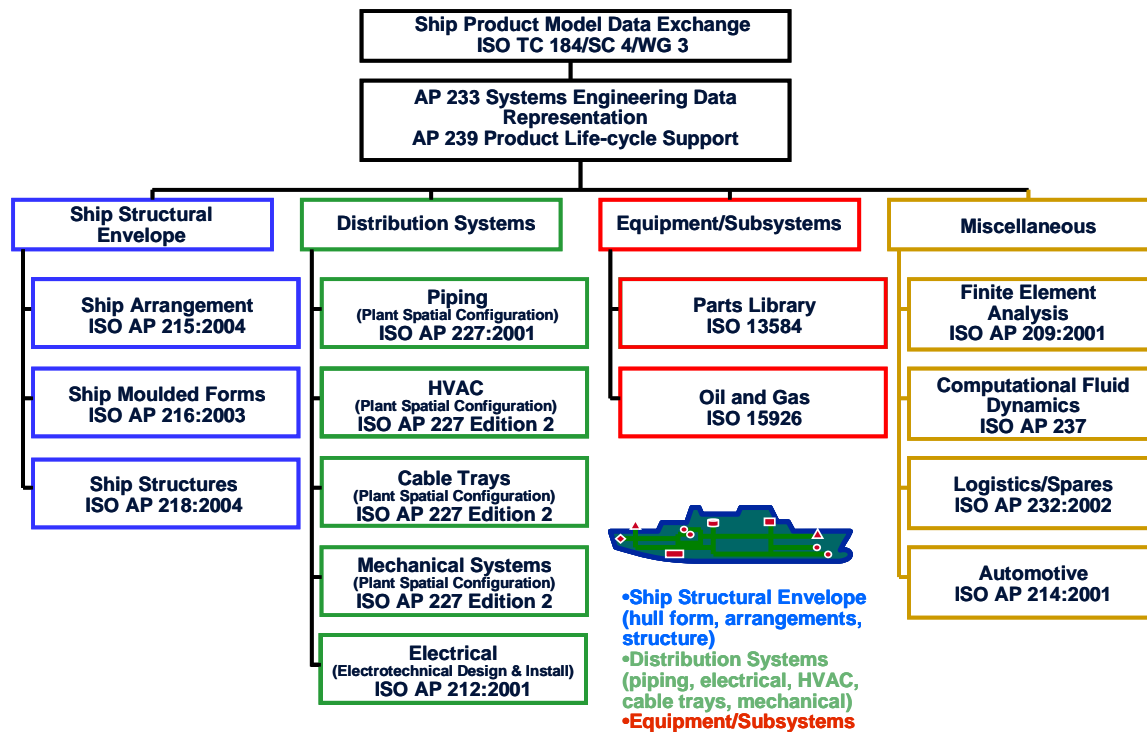 Ship Product Model Data Exchange
ISO TC 184/SC 4/WG 3
AP 233 Systems Engineering Data
Representation
AP 239 Product Life-cycle Support
Ship Structural
Envelope
Ship Arrangement
ISO AP 215:2004
Ship Moulded Forms
ISO AP 216:2003
Ship Structures
ISO AP 218:2004
Distribution Systems
Piping
(Plant Spatial Configuration)
ISO AP 227:2001
HVAC
(Plant Spatial Configuration)
ISO AP 227 Edition 2
Cable Trays
(Plant Spatial Configuration)
ISO AP 227 Edition 2
Mechanical Systems
(Plant Spatial Configuration)
ISO AP 227 Edition 2
Electrical
(Electrotechnical Design & Install)
ISO AP 212:2001
Equipment/Subsystems
Parts Library
ISO 13584
Oil and Gas
ISO 15926
Miscellaneous
Finite Element
Analysis
ISO AP 209:2001
Computational Fluid
Dynamics
ISO AP 237
Logistics/Spares
ISO AP 232:2002
Automotive
ISO AP 214:2001
•Ship Structural Envelope
(hull form, arrangements,
structure)
•Distribution Systems
(piping, electrical, HVAC,
cable trays, mechanical)
•Equipment/Subsystems